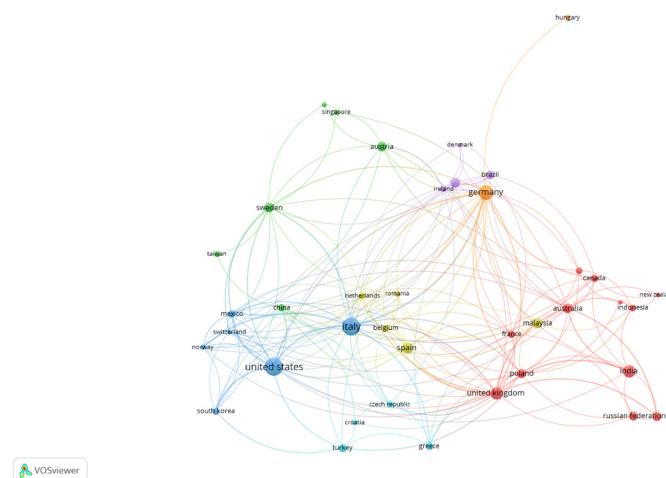 hungary
singapore
austria
denmark
brazil
ireland
germany
sweden
taiwan
canada
netherlands
romania
new zeala
china
mexico
australia
indonesia
italy
belgium
malaysia
switzerland
france
norway
spain
united states
poland
india
united kingdom
czech republic
south korea
russian federation
croatia
turkey
greece
VOSviewer